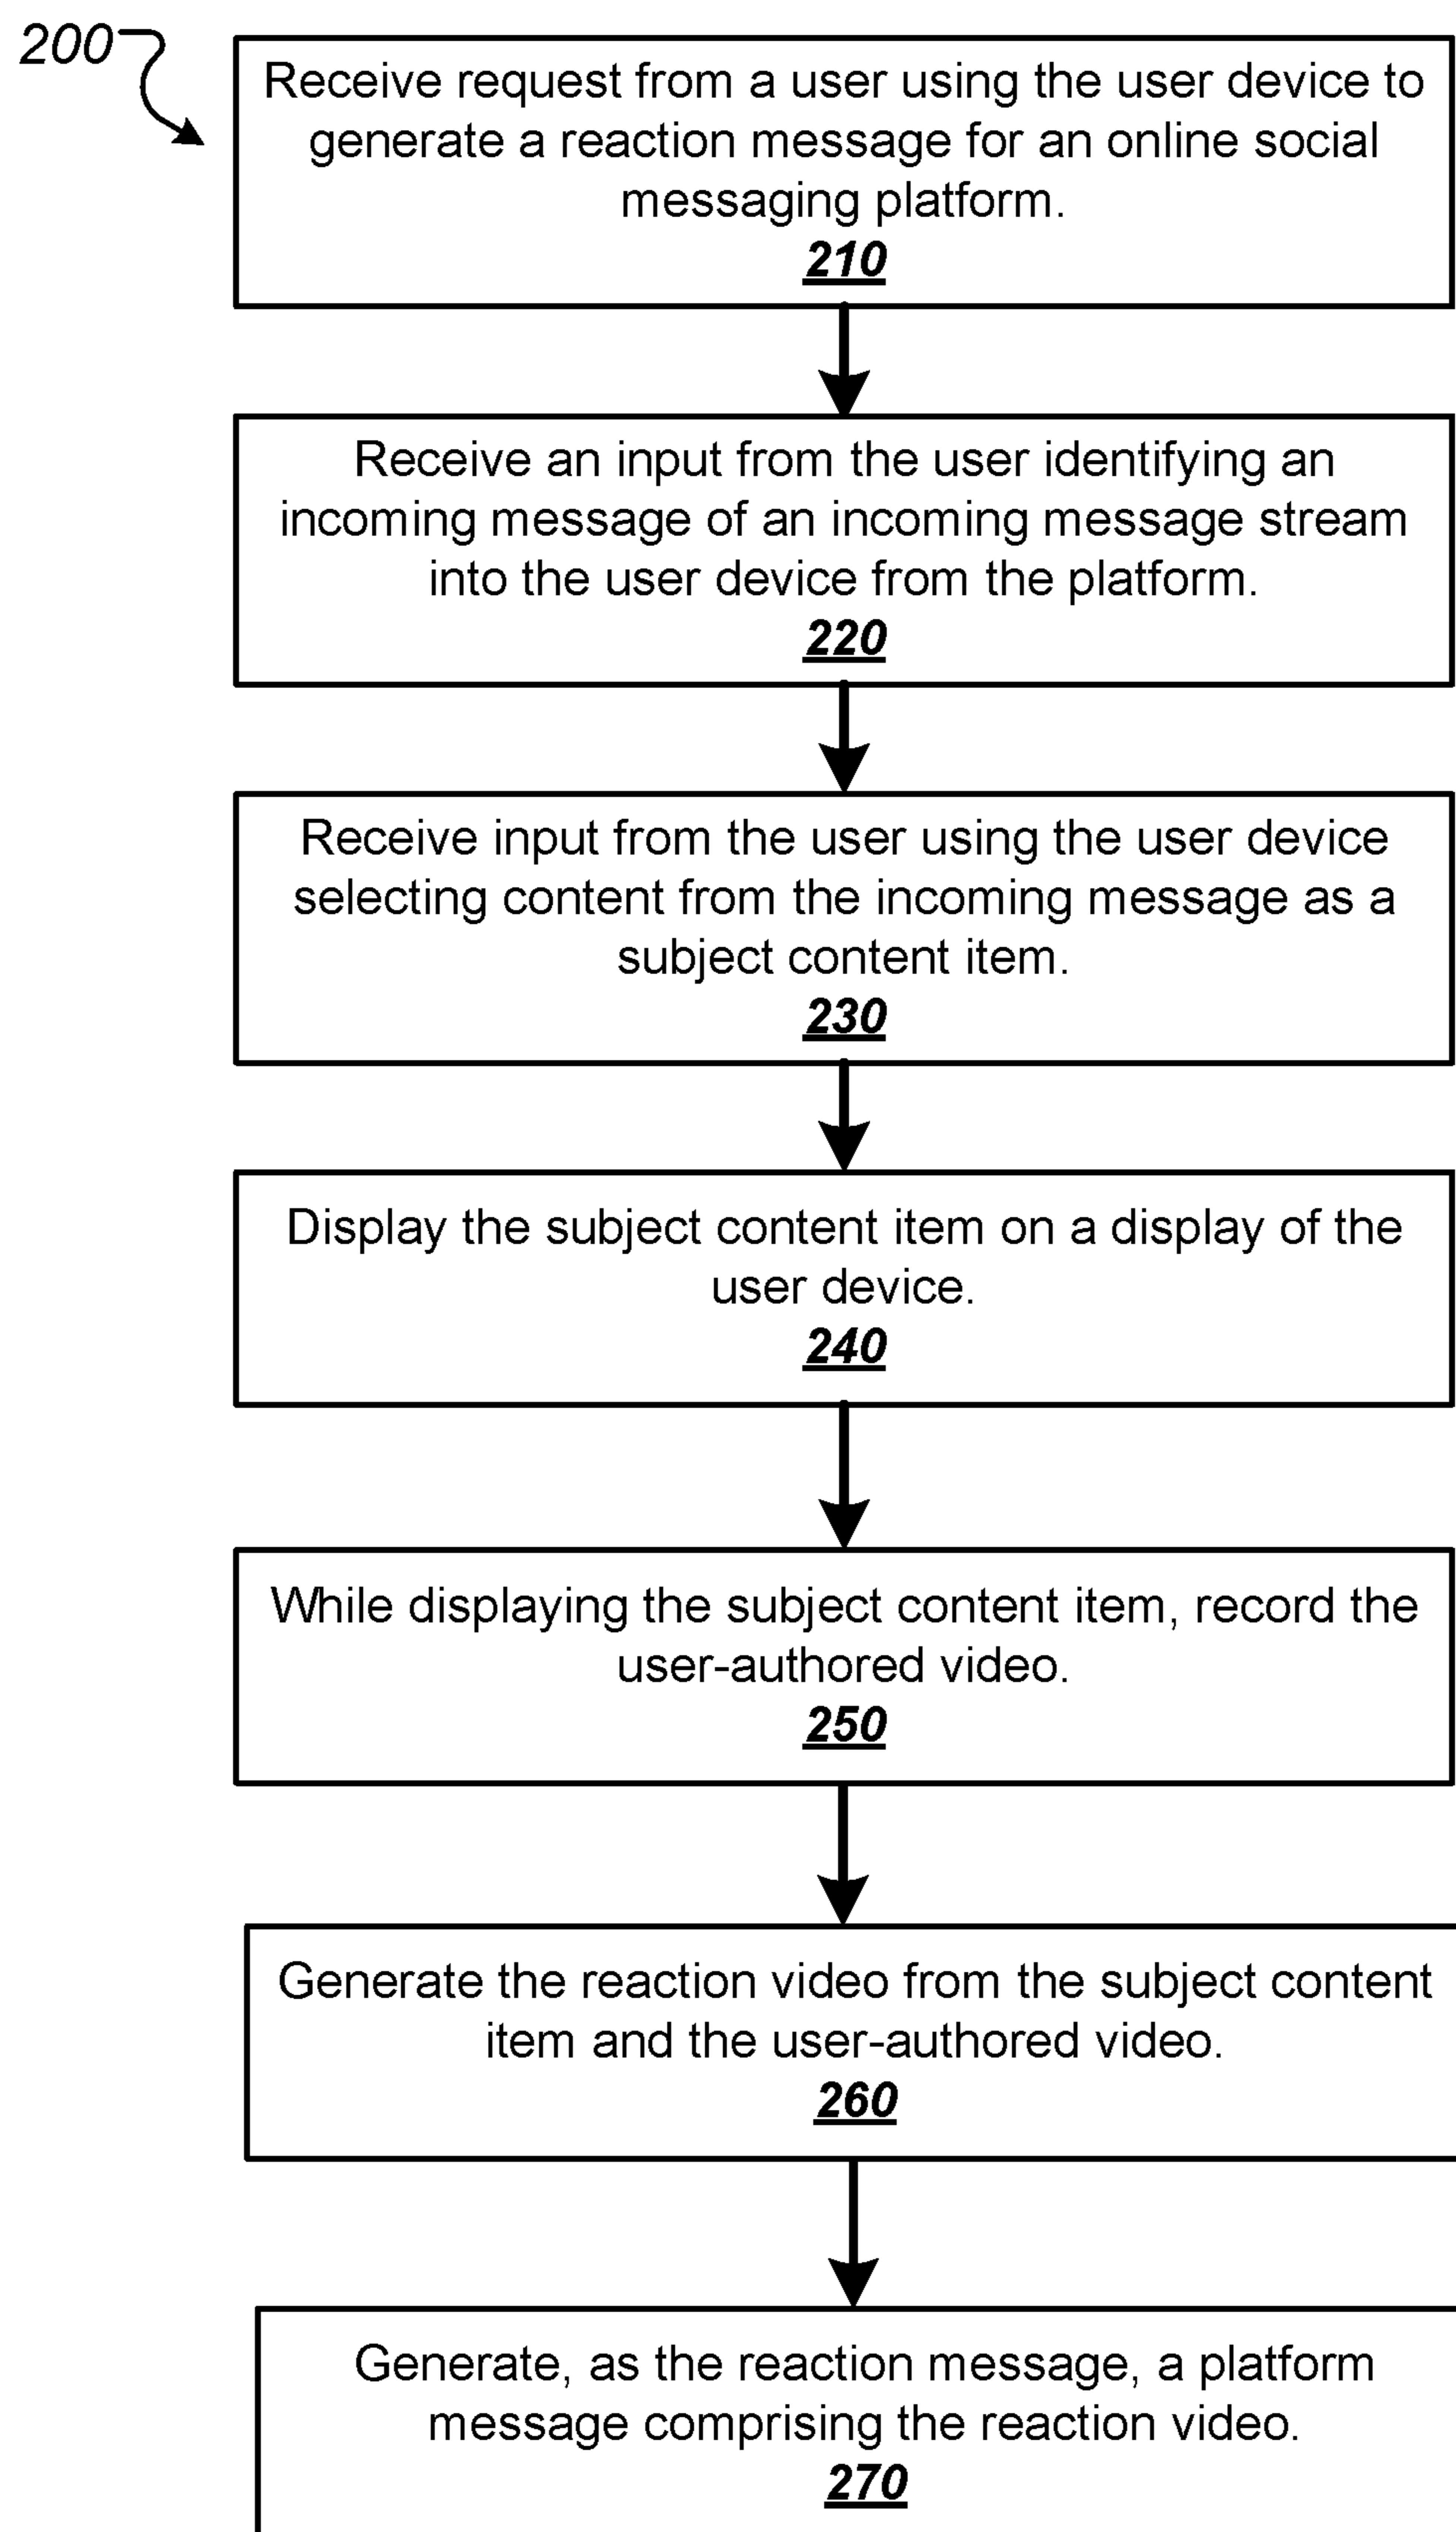 200
Receive request from a user using the user device to
generate a reaction message for an online social
messaging platform.
210
Receive an input from the user identifying an
incoming message of an incoming message stream
into the user device from the platform.
220
Receive input from the user using the user device
selecting content from the incoming message as a
subject content item.
230
Display the subject content item on a display of the
user device.
240
While displaying the subject content item, record the
user-authored video.
250
Generate the reaction video from the subject content
item and the user-authored video.
260
Generate, as the reaction message, a platform
message comprising the reaction video.
270